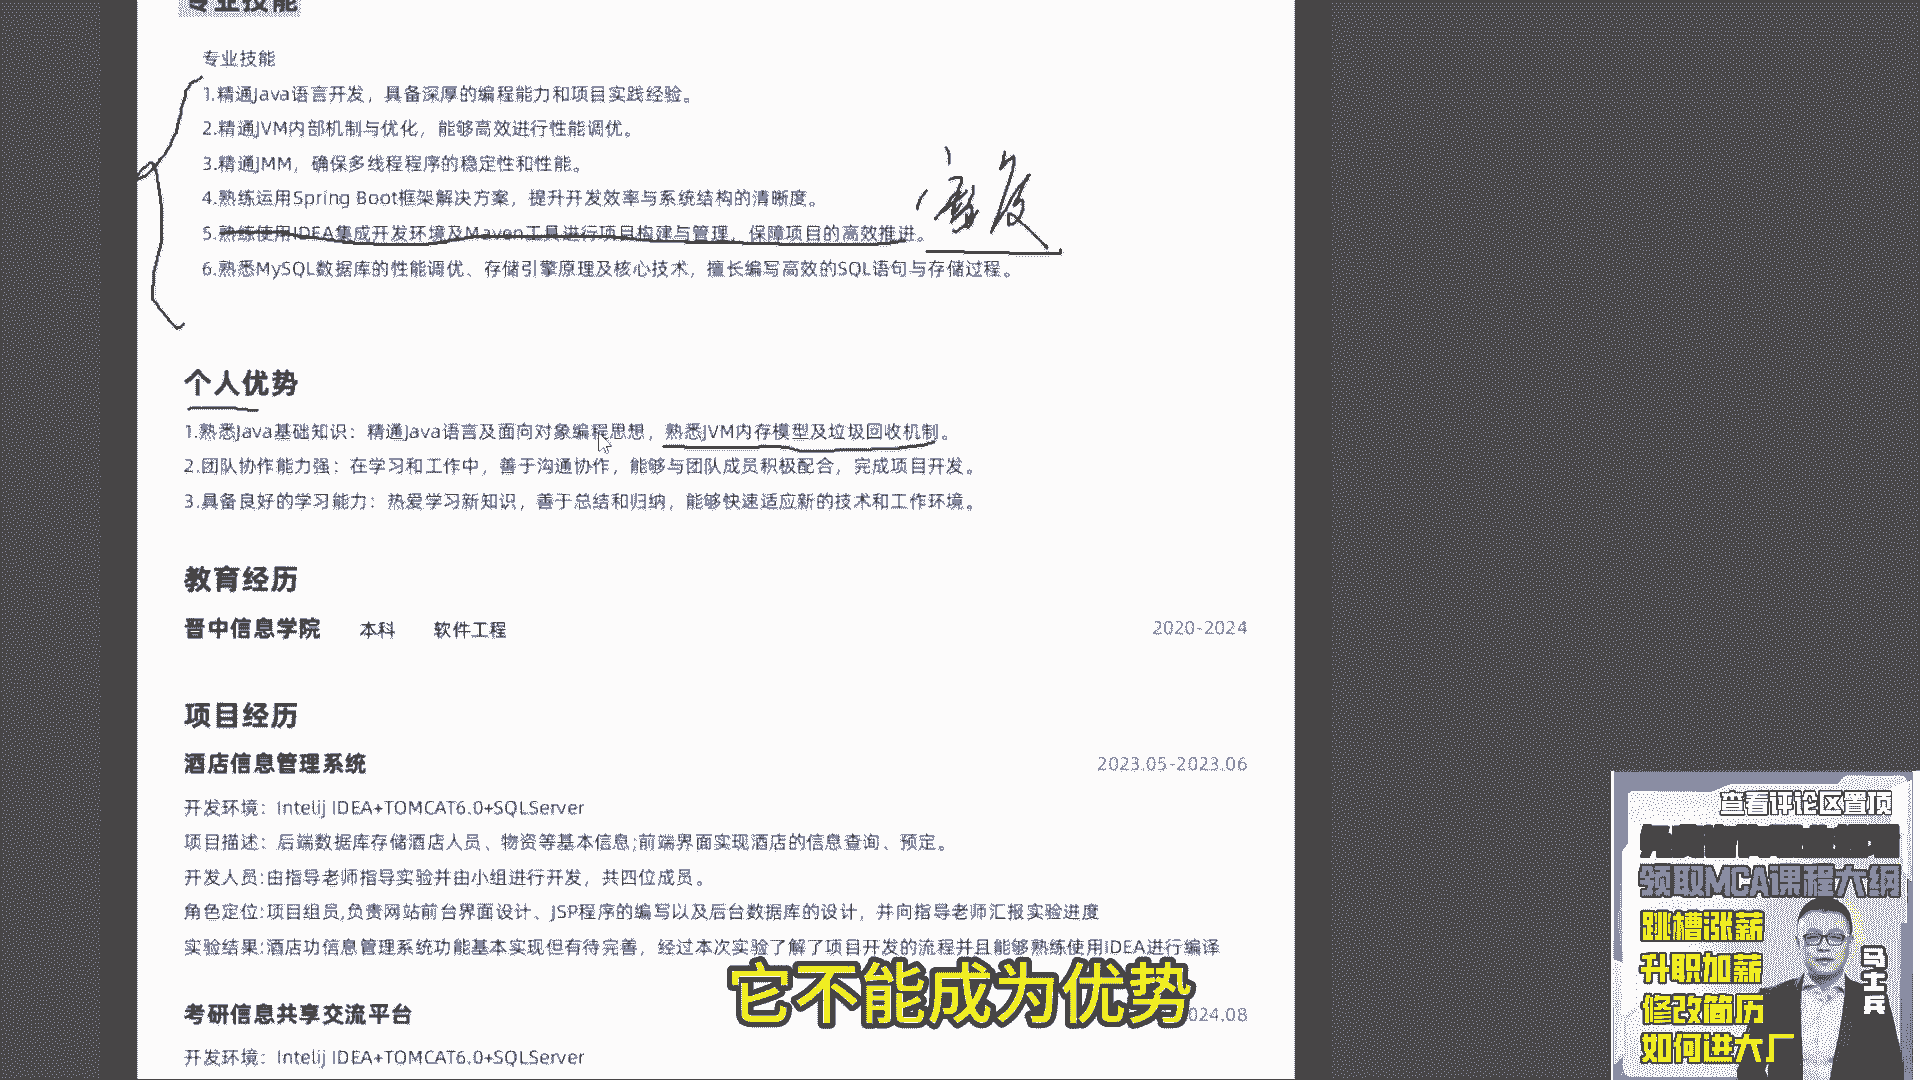 专业技能
专业技能
1.精通Java语言开发，具备深厚的编程能力和项目实践经验。
2.精通JVM内部机制与优化，能够高效进行性能调优。
3.精通JMM，确保多线程程序的稳定性和性能。
4.熟练运用Spring Boot框架解决方案，提升开发效率与系统结构的清晰度。
5.熟练使用IDEA集成开发环境及Maven工具进行项目构建与管理，保障项目的高效推进。
6.熟悉MySQL数据库的性能调优、存储引擎原理及核心技术，擅长编写高效的SQL语句与存储过程。
个人优势
1.熟悉Java基础知识：精通Java语言及面向对象编程思想，熟悉JVM内存模型及垃圾回收机制。
2.团队协作能力强：在学习和工作中，善于沟通协作，能够与团队成员积极配合，完成项目开发。
3.具备良好的学习能力：热爱学习新知识，善于总结和归纳，能够快速适应新的技术和工作环境。
教育经历
晋中信息学院 本科 软件工程 2020-2024
项目经历
酒店信息管理系统 2023.05-2023.06
开发环境：Intelij IDEA+TOMCAT6.0+SQLServer
项目描述：后端数据库存储酒店人员、物资等基本信息;前端界面实现酒店的信息查询、预定。
开发人员:由指导老师指导实验并由小组进行开发，共四位成员。
角色定位:项目组员,负责网站前台界面设计、JSP程序的编写以及后台数据库的设计，并向指导老师汇报实验进度
实验结果:酒店功信息管理系统功能基本实现但有待完善，经过本次实验了解了项目开发的流程并且能够熟练使用IDEA进行编译
它不能成为优势
考研信息共享交流平台 024.08
开发环境：Intelij IDEA+TOMCAT6.0+SQLServer
查看评论区置顶
领取MCA课程大纲
跳槽涨薪
升职加薪
修改简历
如何进大厂
马士兵